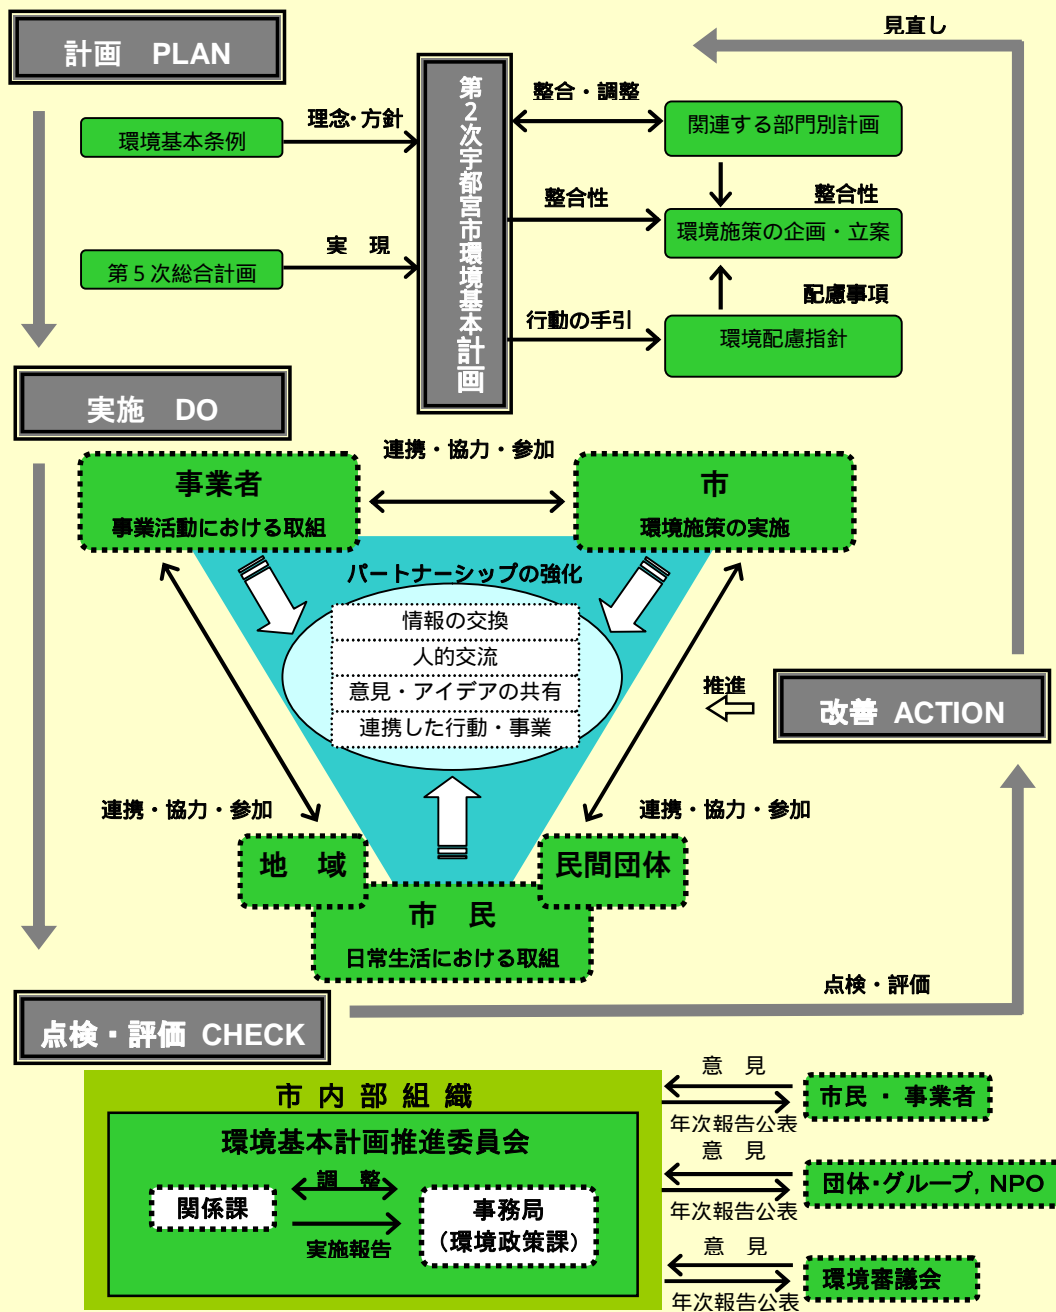 計画 PLAN
見直し
第2次宇都宮市環境基本計画
整合・調整
理念・方針
関連する部門別計画
環境基本条例
整合性
整合性
環境施策の企画・立案
実 現
第5次総合計画
配慮事項
行動の手引
環境配慮指針
実施 DO
連携・協力・参加
事業者
事業活動における取組
市
環境施策の実施
パートナーシップの強化
情報の交換
人的交流
意見・アイデアの共有
連携した行動・事業
推進
改善 ACTION
連携・協力・参加
連携・協力・参加
地 域
民間団体
市 民
日常生活における取組
点検・評価
点検・評価 CHECK
市内部組織
環境基本計画推進委員会
調 整
関係課
事務局
（環境政策課）
実施報告
意 見
市民・事業者
年次報告公表
意 見
団体・グループ, NPO
年次報告公表
意 見
環境審議会
年次報告公表